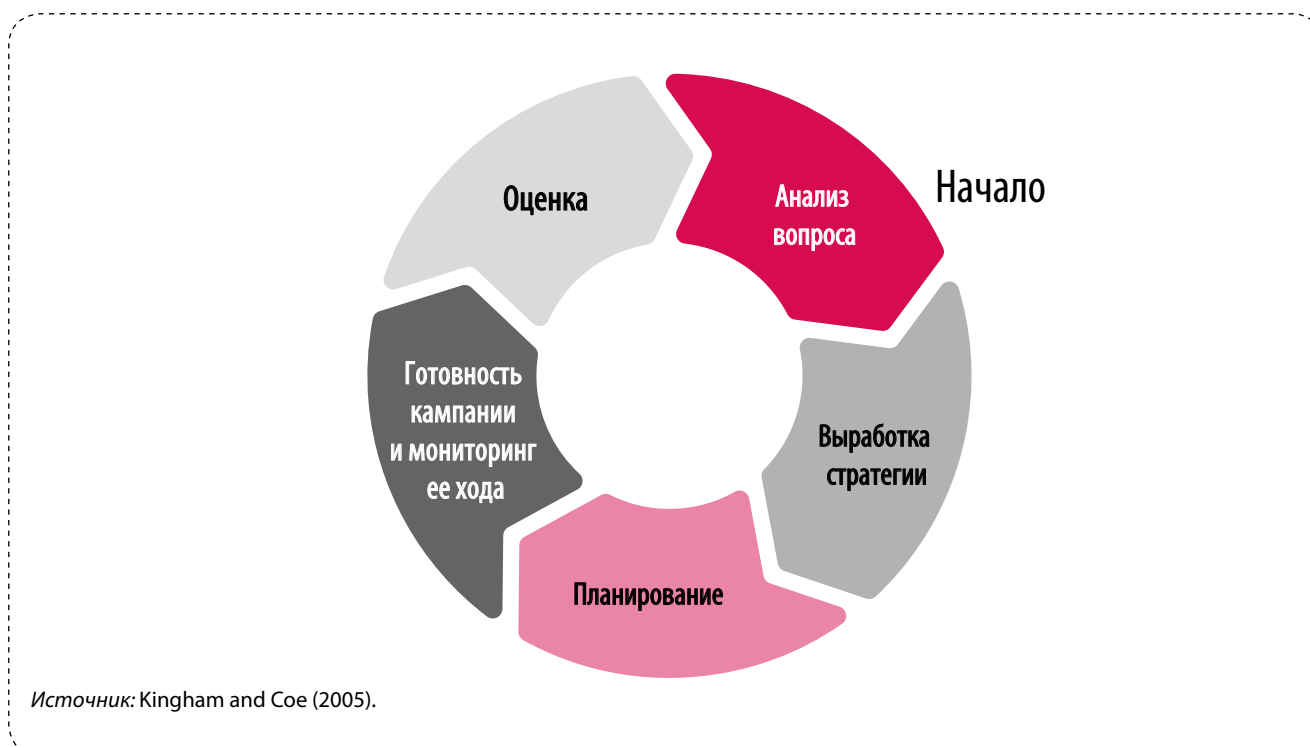 Начало
Анализ
вопроса
Выработка
стратегии
Планирование
Готовность
кампании
и мониторинг
ее хода
Оценка
Источник: Kingham and Coe (2005).